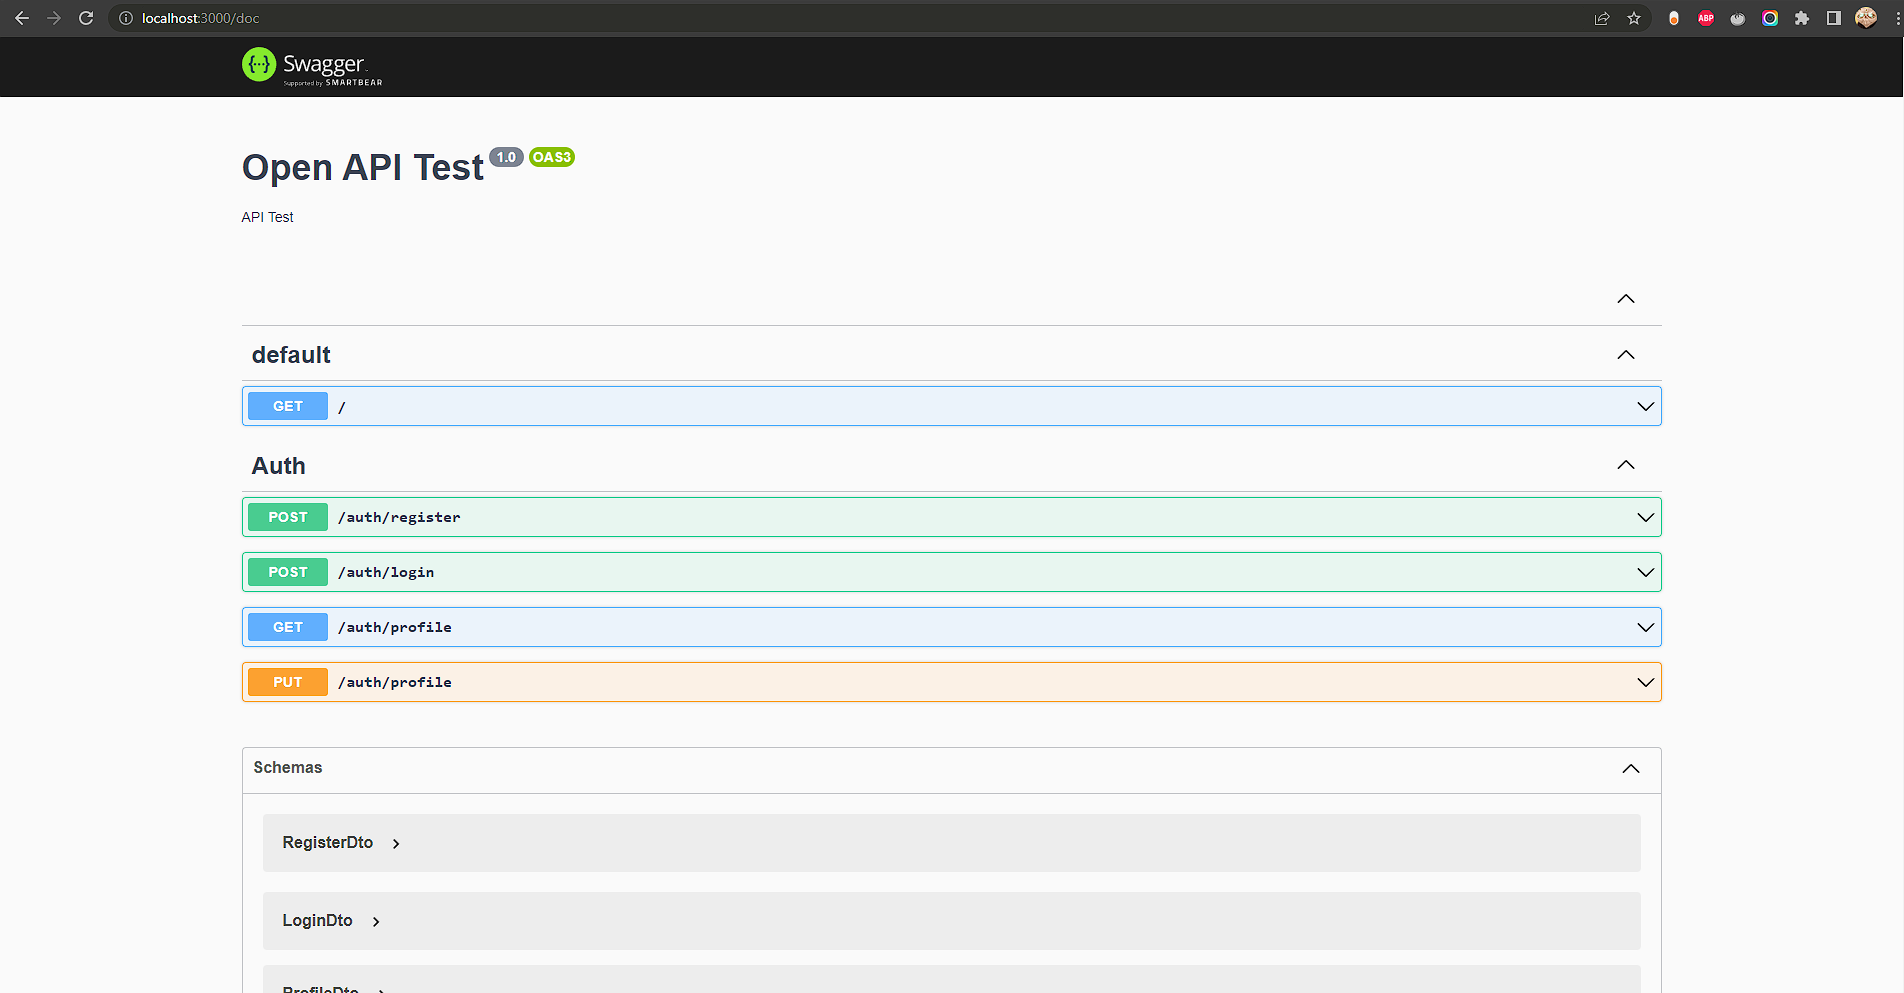 localhost:3000/doc
ABP
Swagger
Supported by SMARTBEAR
Open API Test 1.0 OAS3
API Test
default
GET /
Auth
POST /auth/register
POST /auth/login
GET /auth/profile
PUT /auth/profile
Schemas
RegisterDto
LoginDto
ProfileDto